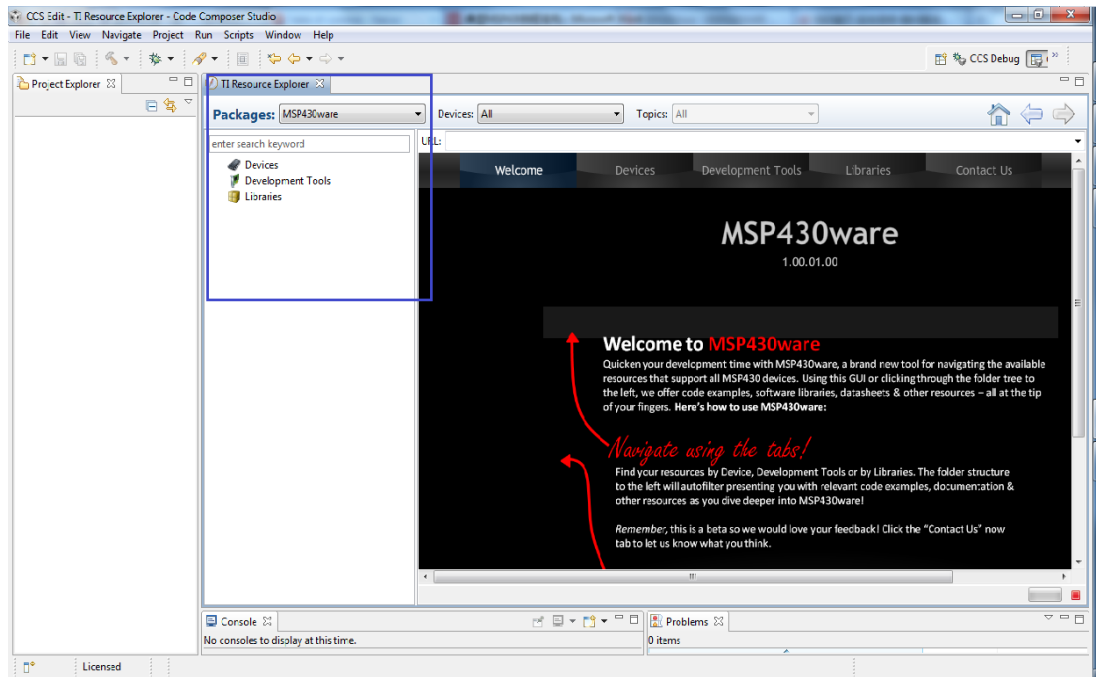 CCS Edit - TI Resource Explorer - Code Composer Studio
File Edit View Navigate Project Run Scripts Window Help
CCS Debug
Project Explorer
TI Resource Explorer
Packages: MSP430ware Devices: All Topics: All
enter search keyword
URL:
Devices
Development Tools
Libraries
Welcome Devices Development Tools Libraries Contact Us
MSP430ware
1.00.01.00
Welcome to MSP430ware
Quicken your development time with MSP430ware, a brand new tool for navigating the available
resources that support all MSP430 devices. Using this GUI or clicking through the folder tree to
the left, we offer code examples, software libraries, datasheets & other resources – all at the tip
of your fingers. Here's how to use MSP430ware:
Navigate using the tabs!
Find your resources by Device, Development Tools or by Libraries. The folder structure
to the left will autofilter presenting you with relevant code examples, documentation &
other resources as you dive deeper into MSP430ware!
Remember, this is a beta so we would love your feedback! Click the "Contact Us" now
tab to let us know what you think.
Console
No consoles to display at this time.
Problems
0 items
Licensed